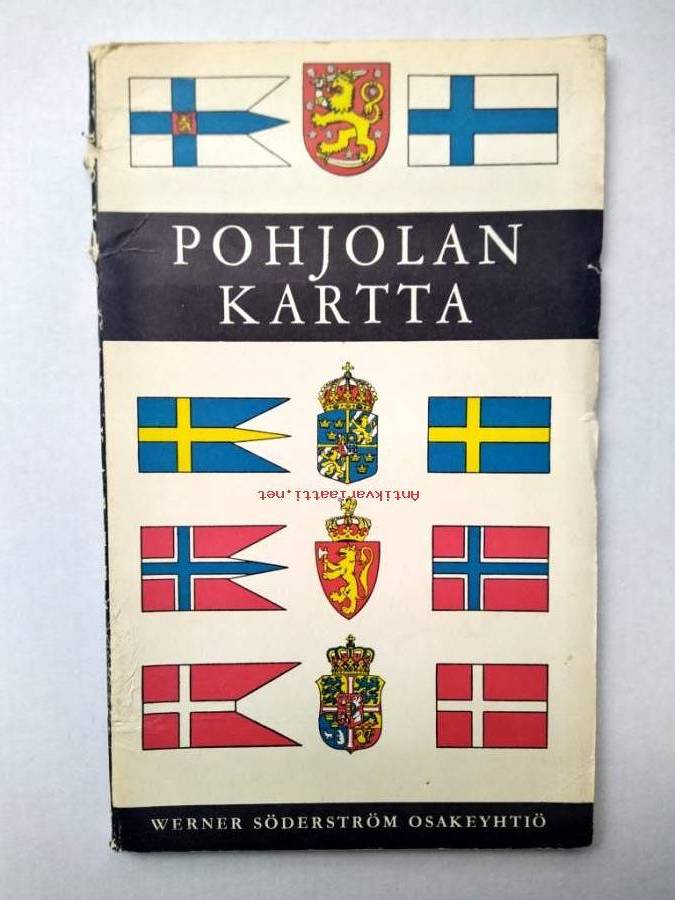 POHJOLAN
KARTTA
Antikvariaatti.net
WERNER SÖDERSTRÖM OSAKEYHTIÖ